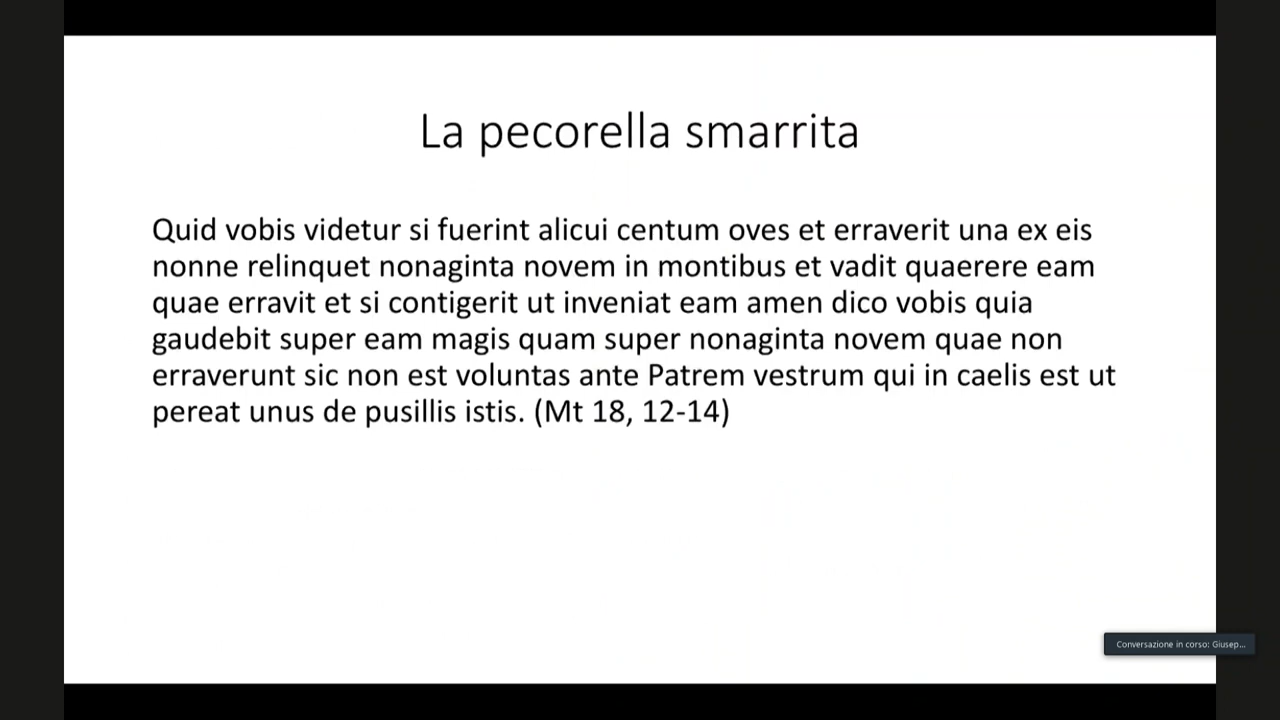 La pecorella smarrita
Quid vobis videtur si fuerint alicui centum oves et erraverit una ex eis
nonne relinquet nonaginta novem in montibus et vadit quaerere eam
quae erravit et si contigerit ut inveniat eam amen dico vobis quia
gaudebit super eam magis quam super nonaginta novem quae non
erraverunt sic non est voluntas ante Patrem vestrum qui in caelis est ut
pereat unus de pusillis istis. (Mt 18, 12-14)
Conversazione in corso: Giusep...